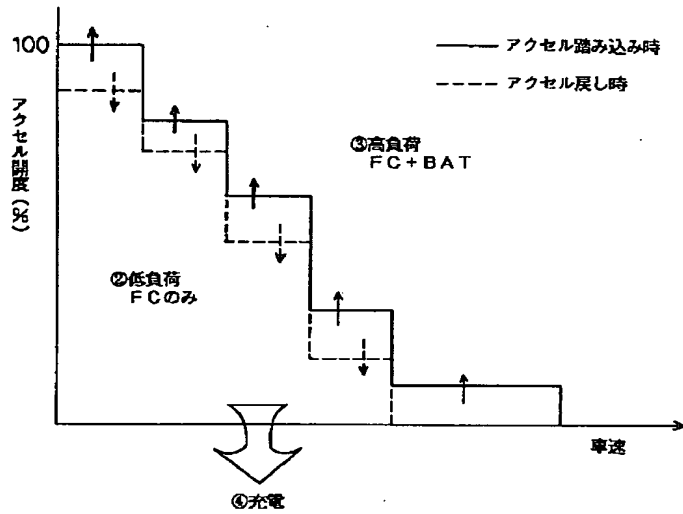 100
アクセル開度(%)
アクセル踏み込み時
アクセル戻し時
③高負荷
FC+BAT
②低負荷
FCのみ
車速
④充電